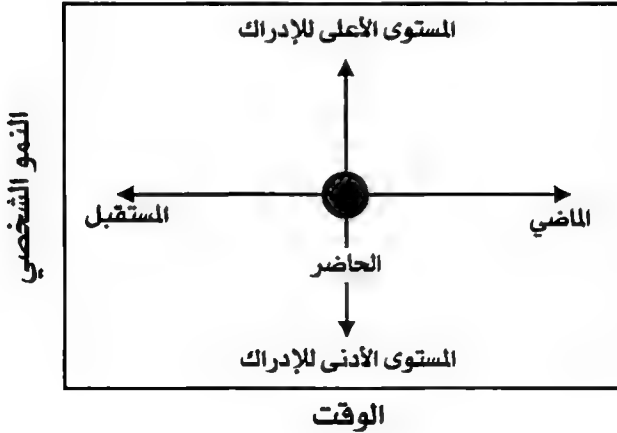 المستوى الأعلى للإدراك
النمو الشخصي
الماضي
المستقبل
الحاضر
المستوى الأدنى للإدراك
الوقت